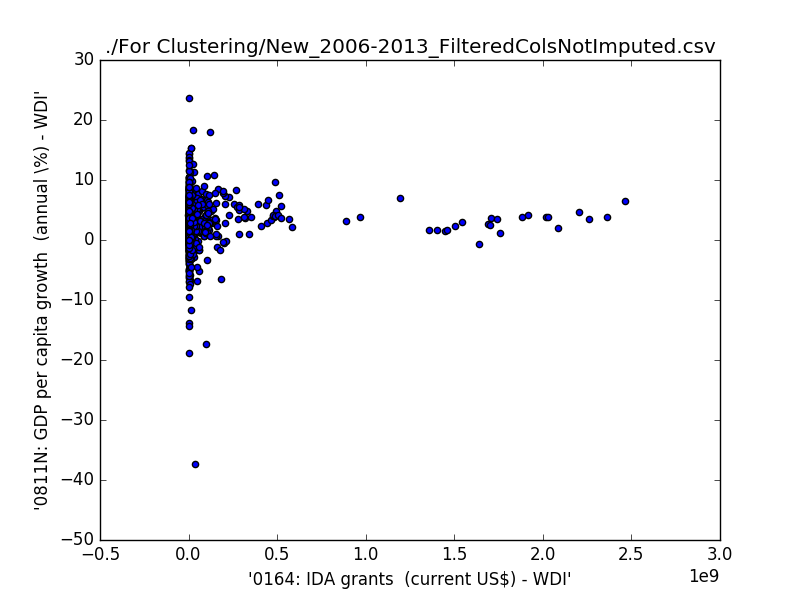 ./For Clustering/New_2006-2013_FilteredColsNotImputed.csv
30
20
10
0
−10
−20
−30
−40
−50
'0811N: GDP per capita growth  (annual \%) - WDI'
−0.5 0.0 0.5 1.0 1.5 2.0 2.5 3.0
1e9
'0164: IDA grants  (current US$) - WDI'